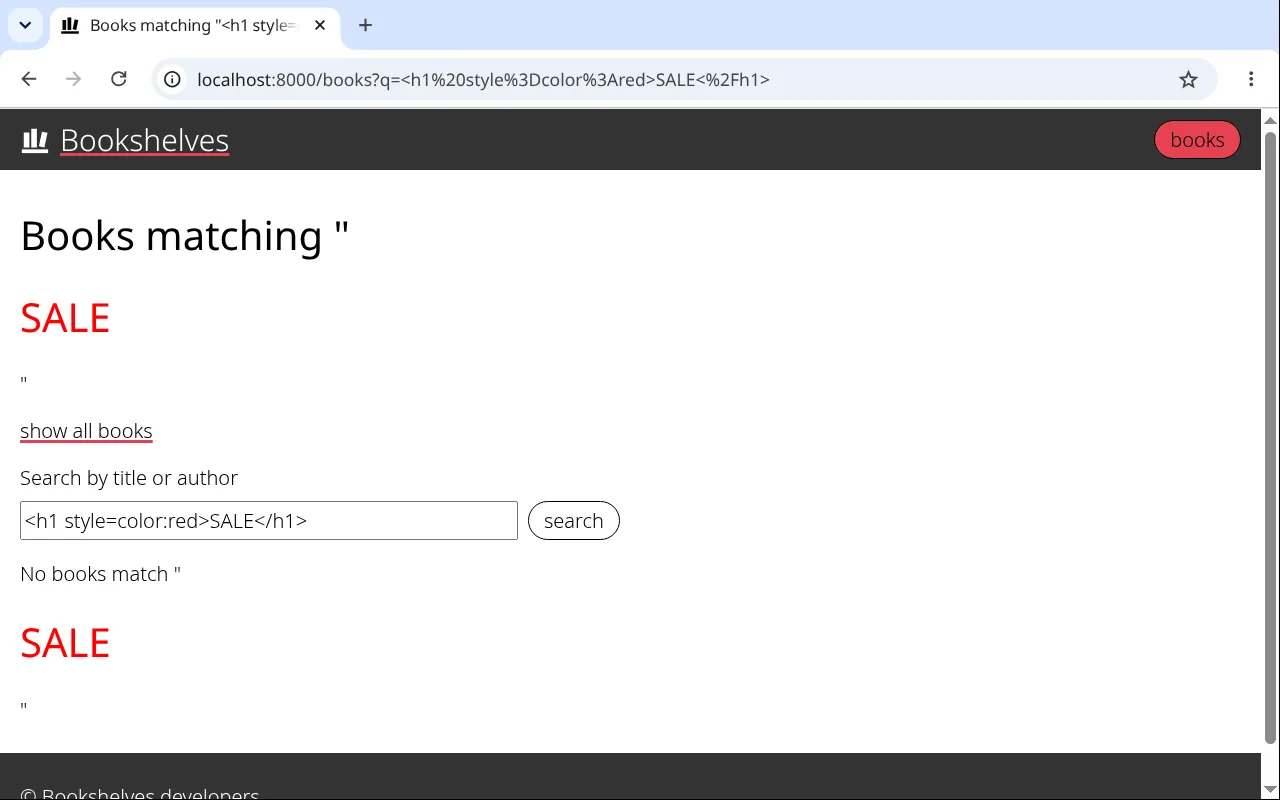 Books matching "<h1 style=
localhost:8000/books?q=<h1%20style%3Dcolor%3Ared>SALE<%2Fh1>
Bookshelves
books
Books matching "
SALE
"
show all books
Search by title or author
<h1 style=color:red>SALE</h1>
search
No books match "
SALE
"
© Bookshelves developers